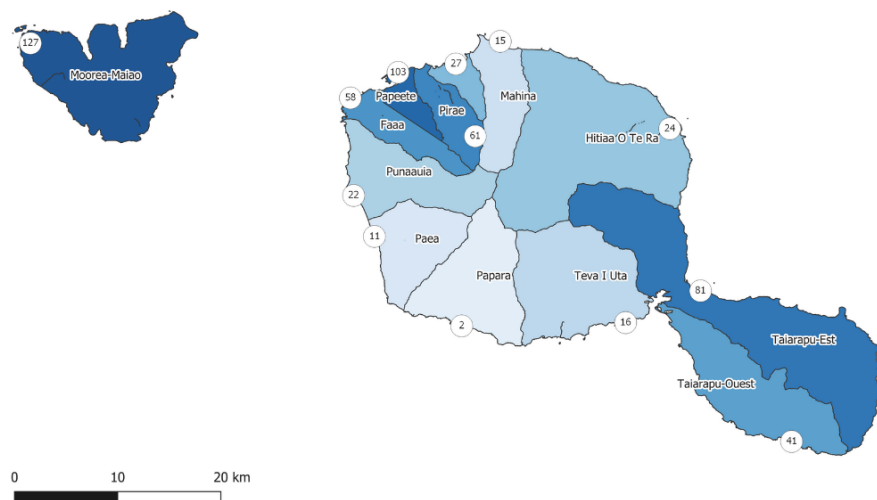 15
127
27
103
Moorea-Maiao
58
Papeete
Mahina
Pirae
Faaa
24
61
Hitiaa O Te Ra
Punaauia
22
11
Paea
Papara
Teva I Uta
81
2
16
Taiarapu-Est
Taiarapu-Ouest
41
0 10 20 km